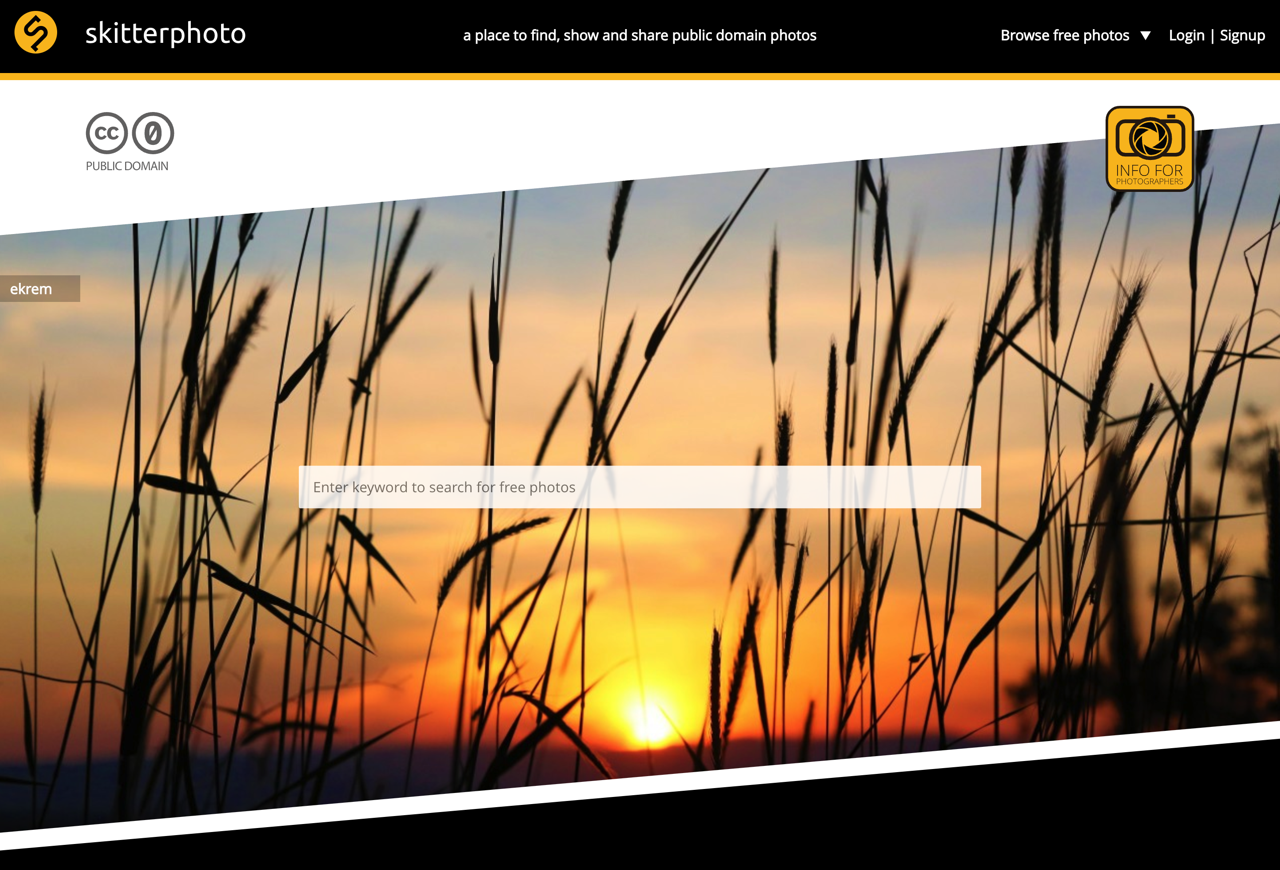 skitterphoto
a place to find, show and share public domain photos
Browse free photos ▼ Login | Signup
cc 0
PUBLIC DOMAIN
INFO FOR
PHOTOGRAPHERS
ekrem
Enter keyword to search for free photos